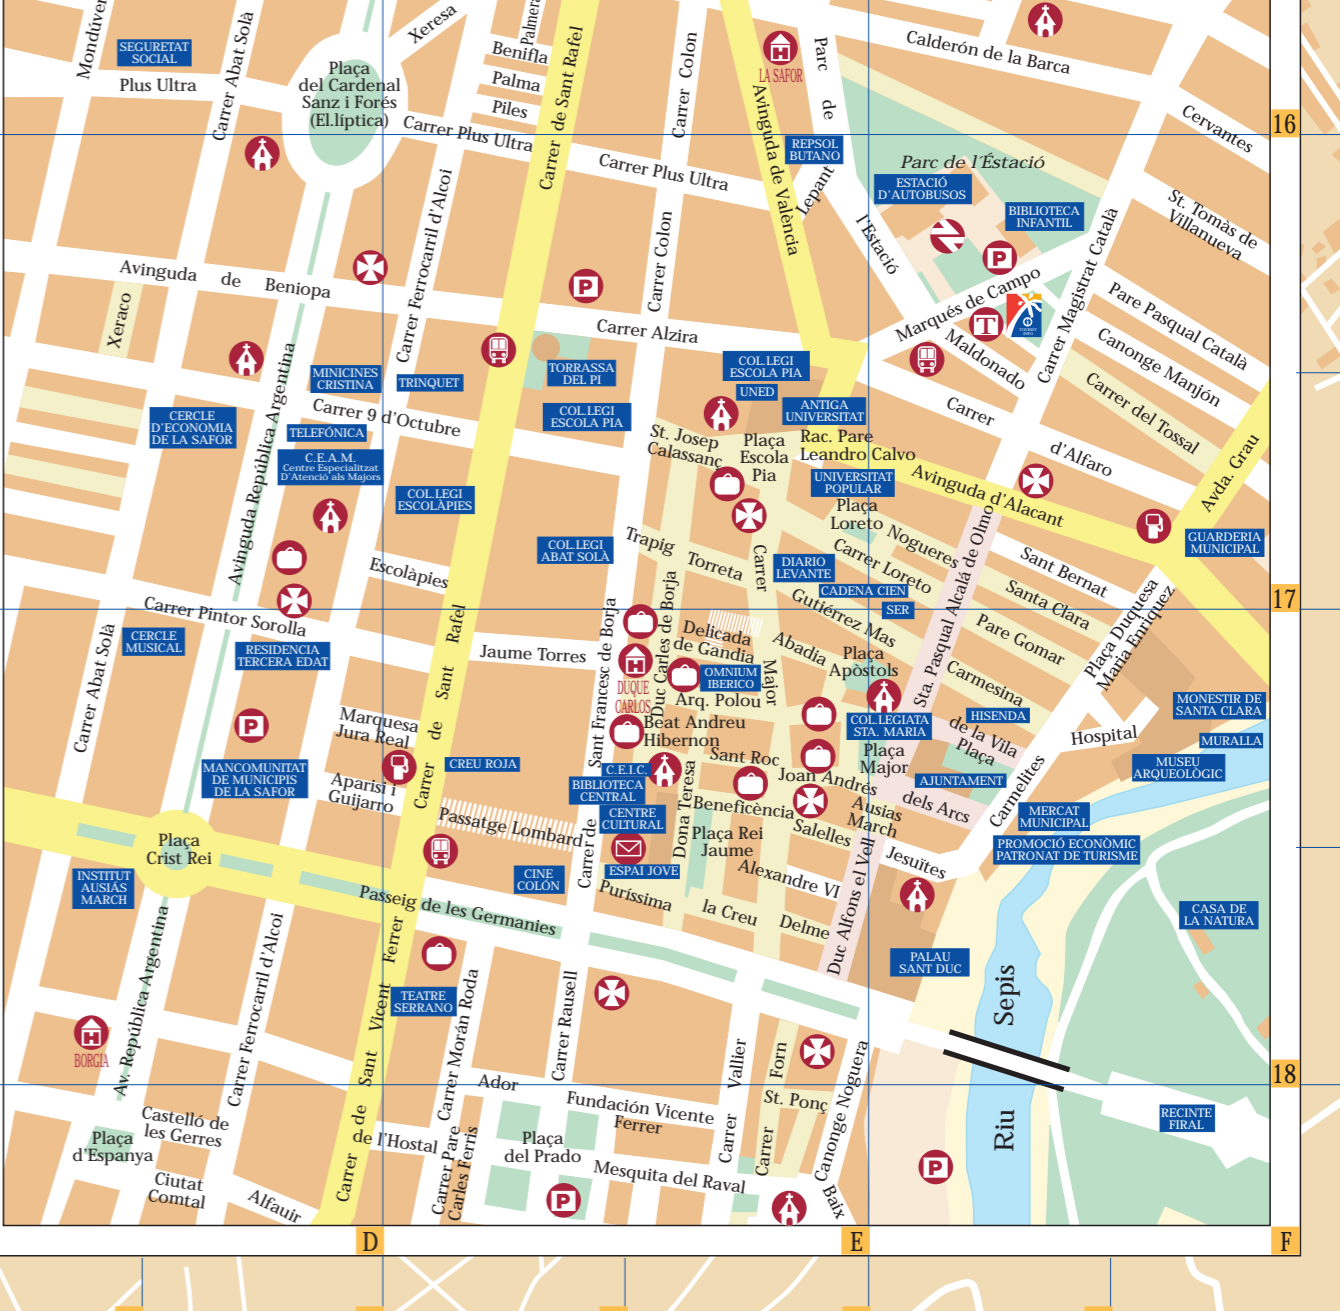 Mondúver
SEGURETAT
SOCIAL
Plus Ultra
Carrer Abat Solà
Plaça
del Cardenal
Sanz i Forés
(El.líptica)
Xeresa
Palmera
Benifla
Palma
Piles
Carrer Plus Ultra
Carrer de Sant Rafel
Carrer Colon
Carrer Plus Ultra
LA SAFOR
Avinguda de València
Parc
de
l'Estació
REPSOL
BUTANO
Lepant
Calderón de la Barca
Cervantes
16
Parc de l'Éstació
ESTACIÓ
D'AUTOBUSOS
BIBLIOTECA
INFANTIL
P
St. Tomàs de
Villanueva
Carrer Magistrat Català
Marqués de Campo
T
TOURIST
INFO
Maldonado
Pare Pasqual Català
Canonge Manjón
Carrer del Tossal
Avda. Grau
Avinguda de Beniopa
Xeraco
Carrer Ferrocarril d'Alcoi
P
Carrer Colon
Carrer Alzira
MINICINES
CRISTINA
TRINQUET
TORRASSA
DEL PI
COL.LEGI
ESCOLA PIA
COL.LEGI
ESCOLA PIA
UNED
ANTIGA
UNIVERSITAT
Carrer
d'Alfaro
CERCLE
D'ECONOMIA
DE LA SAFOR
Avinguda República Argentina
Carrer 9 d'Octubre
TELEFÓNICA
C.E.A.M.
Centre Especialitzat
D'Atenció als Majors
COL.LEGI
ESCOLÀPIES
St. Josep
Calassanç
Plaça
Escola
Pia
Rac. Pare
Leandro Calvo
Avinguda d'Alacant
UNIVERSITAT
POPULAR
Plaça
Loreto
Nogueres
Carrer Loreto
GUARDERIA
MUNICIPAL
COL.LEGI
ABAT SOLÀ
Trapig
Torreta
Carrer
Major
DIARIO
LEVANTE
CADENA CIEN
SER
Gutiérrez Mas
Sta. Pasqual Alcalá de Olmo
Sant Bernat
Santa Clara
Pare Gomar
Plaça Duquesa
Maria Enriquez
17
Escolàpies
Carrer Pintor Sorolla
CERCLE
MUSICAL
RESIDENCIA
TERCERA EDAT
Carrer Abat Solà
Carrer de Sant Rafel
Jaume Torres
Sant Francesc de Borja
Carrer de
Duc Carles de Borja
DUQUE
CARLOS
Delicada
de Gandia
OMNIUM
IBERICO
Arq. Polou
Beat Andreu
Hibernon
Abadia
Plaça
Apòstols
COL.LEGIATA
STA. MARIA
Carmesina
HISENDA
de la Vila
Plaça
Hospital
MONESTIR DE
SANTA CLARA
MURALLA
MUSEU
ARQUEOLÒGIC
P
Marquesa
Jura Real
MANCOMUNITAT
DE MUNICIPIS
DE LA SAFOR
Aparisi i
Guijarro
CREU ROJA
C.E.I.C.
BIBLIOTECA
CENTRAL
CENTRE
CULTURAL
Sant Roc
Joan Andrés
Plaça
Major
AJUNTAMENT
dels Arcs
Carmelites
MERCAT
MUNICIPAL
PROMOCIÓ ECONÒMIC
PATRONAT DE TURISME
Passatge Lombard
Dona Teresa
Beneficència
Ausias
March
Salelles
Plaça Rei
Jaume
Jesuïtes
Alexandre VI
Duc Alfons el Vell
Plaça
Crist Rei
INSTITUT
AUSIÁS
MARCH
CINE
COLÓN
ESPAI JOVE
Puríssima
la Creu
Delme
Passeig de les Germanies
PALAU
SANT DUC
CASA DE
LA NATURA
Riu Sepis
BORGIA
Av. República Argentina
Carrer Ferrocarril d'Alcoi
Carrer de Sant Vicent Ferrer
TEATRE
SERRANO
Carrer Morán Roda
Carrer Rausell
Carrer Vallier
Carrer Forn
Canonge Noguera
18
Ador
Fundación Vicente
Ferrer
St. Ponç
RECINTE
FIRAL
Plaça
d'Espanya
Castelló de
les Gerres
Ciutat
Comtal
Alfauir
de l'Hostal
Carrer Pare
Carles Ferris
Plaça
del Prado
P
Mesquita del Raval
Baix
P
D
E
F